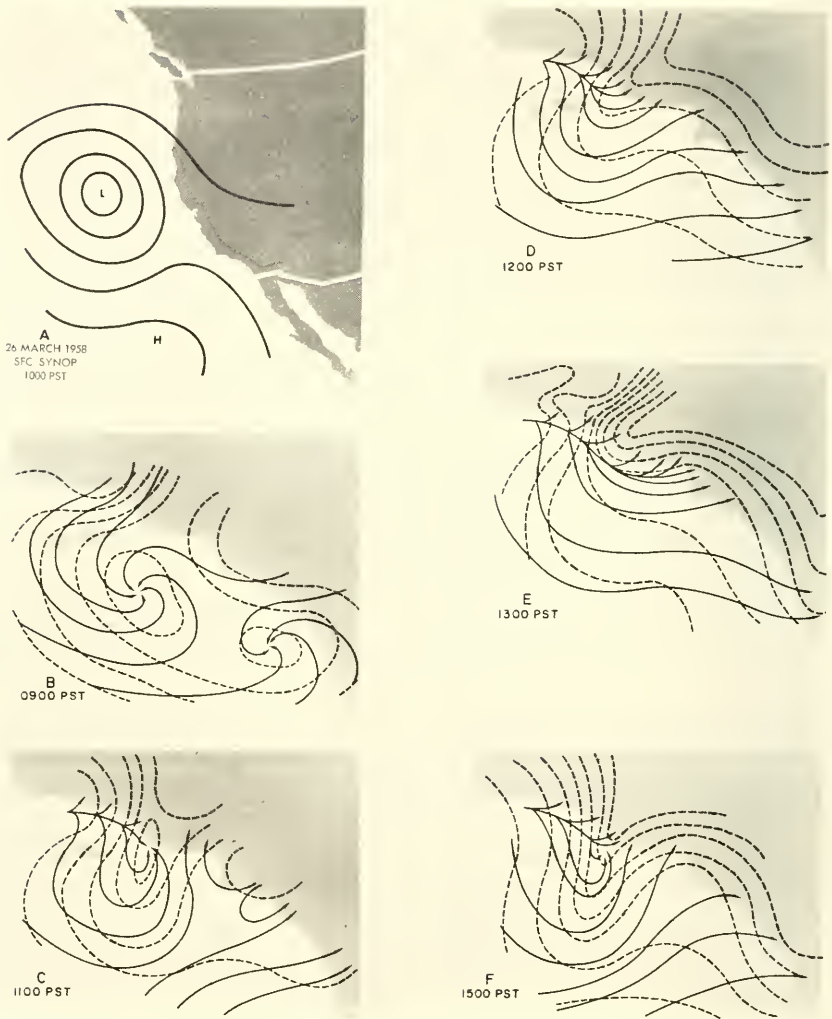 L
H
A
26 MARCH 1958
SFC SYNOP
1000 PST
B
0900 PST
C
1100 PST
D
1200 PST
E
1300 PST
F
1500 PST